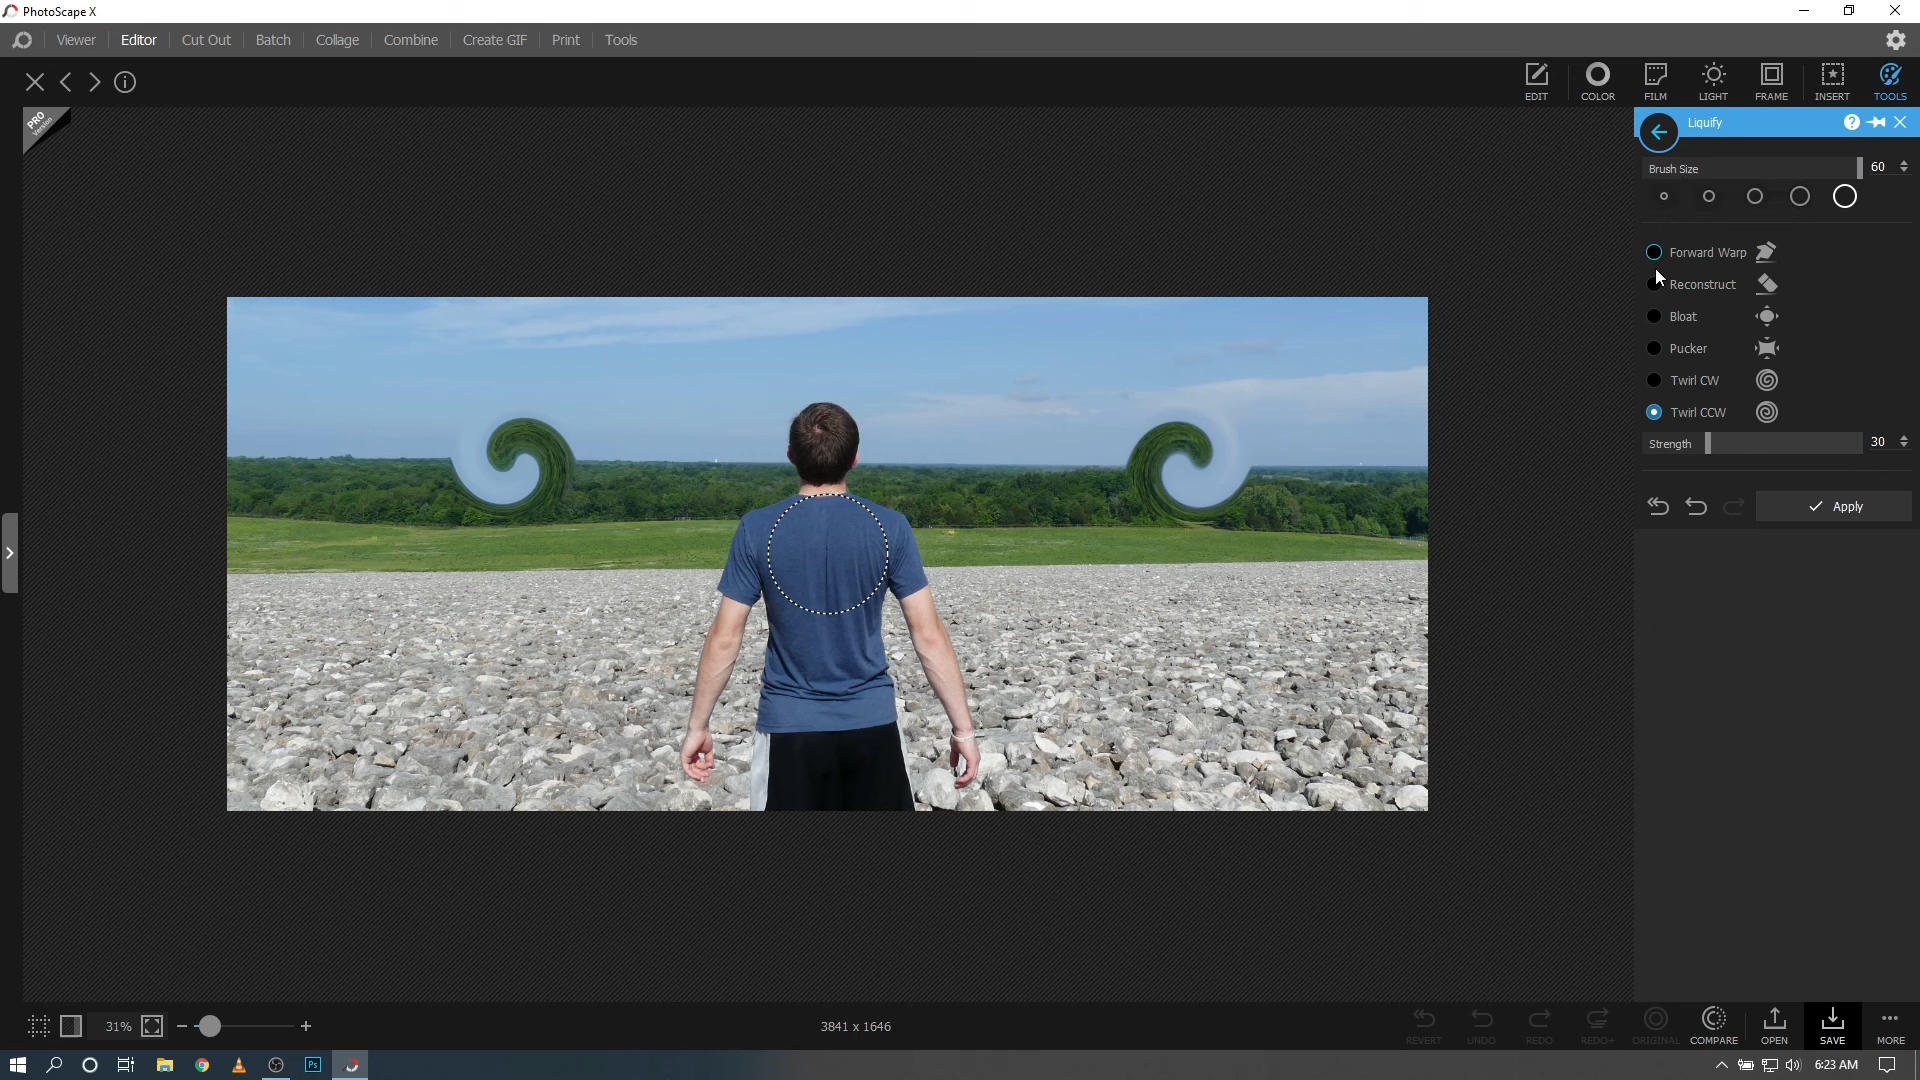 PhotoScape X
Viewer Editor Cut Out Batch Collage Combine Create GIF Print Tools
EDIT COLOR FILM LIGHT FRAME INSERT TOOLS
PRO
Version
Liquify ?
Brush Size 60
Forward Warp
Reconstruct
Bloat
Pucker
Twirl CW
Twirl CCW
Strength 30
Apply
31% 3841 x 1646
REVERT UNDO REDO REDO+ ORIGINAL COMPARE OPEN SAVE MORE
Ps 6:23 AM